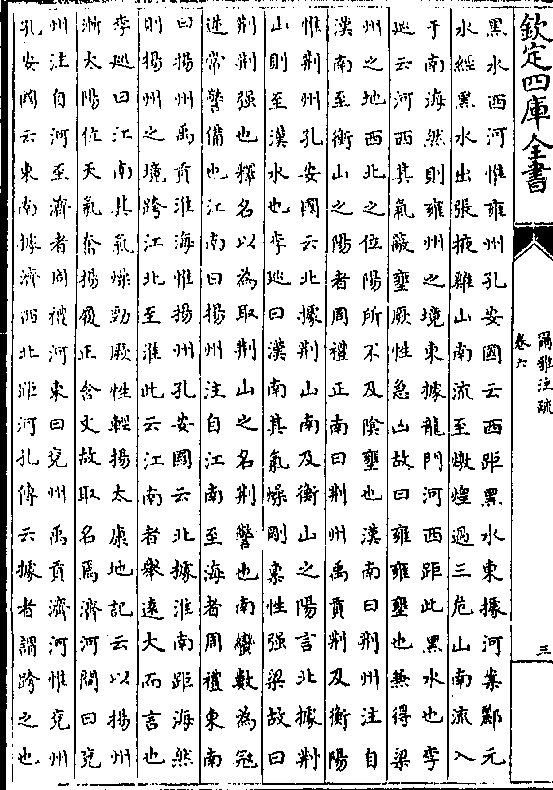 欽定四庫全書
爾雅注疏
卷六
三
黑水西河惟雍州孔安國云西距黑水東據河案酈元
水經黑水出張掖雞山南流至燉煌過三危山南流入
于南海然則雍州之境東據龍門河西距此黑水也李
巡云河西其氣蔽壅厥性急凶故曰雍雍壅也兼得梁
州之地西北之位陽所不及陰壅也漢南曰荆州注自
漢南至衡山之陽者周禮正南曰荆州禹貢荆及衡陽
惟荆州孔安國云北據荆山南及衡山之陽言北據荆
山則至漢水也李巡曰漢南其氣燥剛稟性强梁故曰
荆荆强也釋名以為取荆山之名荆警也南蠻數為冦
逆常警備也江南曰揚州注自江南至海者周禮東南
曰揚州禹貢淮海惟揚州孔安國云北據淮南距海然
則揚州之境跨江北至淮此云江南者舉遠大而言也
李巡曰江南其氣燥勁厥性輕揚太康地記云以揚州
漸太陽位天氣奮揚履正含文故取名焉濟河間曰兗
州注自河至濟者周禮河東曰兗州禹貢濟河惟兗州
孔安國云東南據濟西北距河孔傳云據者謂跨之也